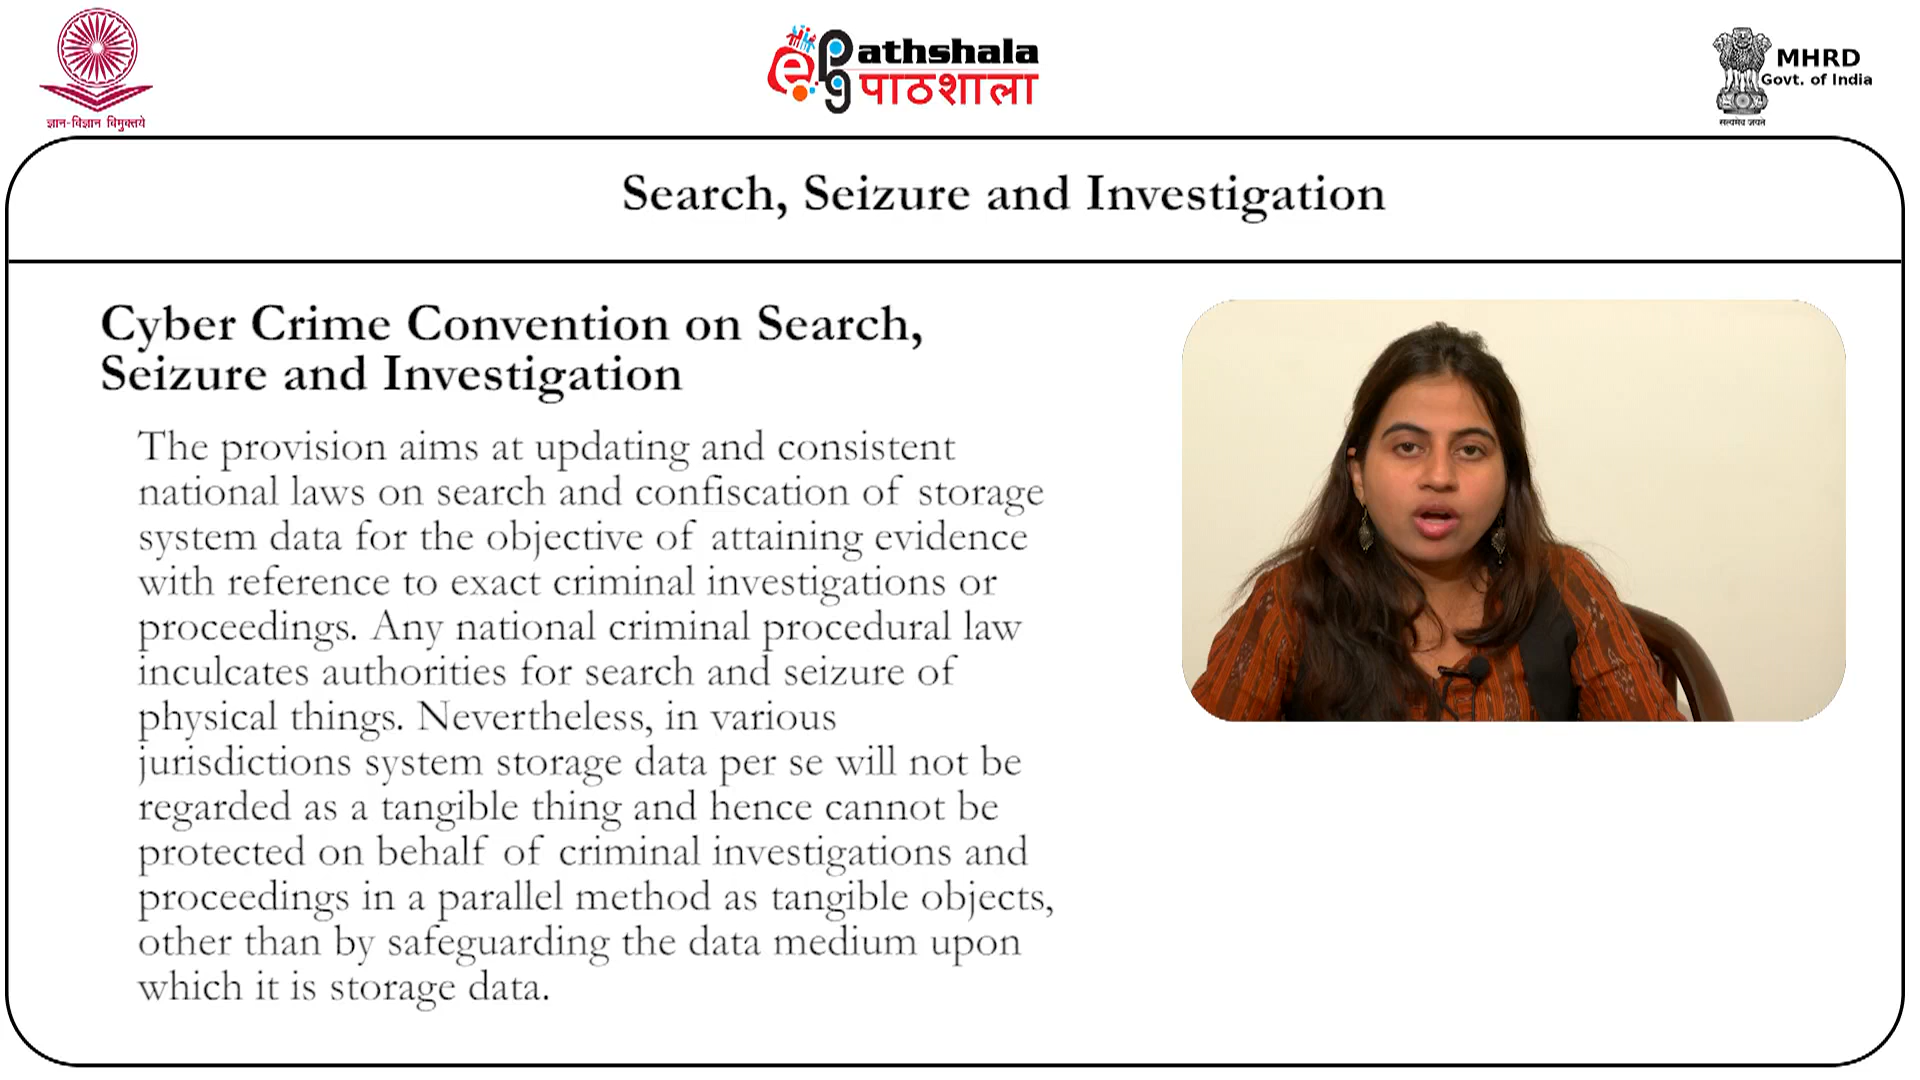 ज्ञान-विज्ञान विमुक्तये
e pg athshala
पाठशाला
MHRD
Govt. of India
सत्यमेव जयते
Search, Seizure and Investigation
Cyber Crime Convention on Search,
Seizure and Investigation
The provision aims at updating and consistent
national laws on search and confiscation of storage
system data for the objective of attaining evidence
with reference to exact criminal investigations or
proceedings. Any national criminal procedural law
inculcates authorities for search and seizure of
physical things. Nevertheless, in various
jurisdictions system storage data per se will not be
regarded as a tangible thing and hence cannot be
protected on behalf of criminal investigations and
proceedings in a parallel method as tangible objects,
other than by safeguarding the data medium upon
which it is storage data.